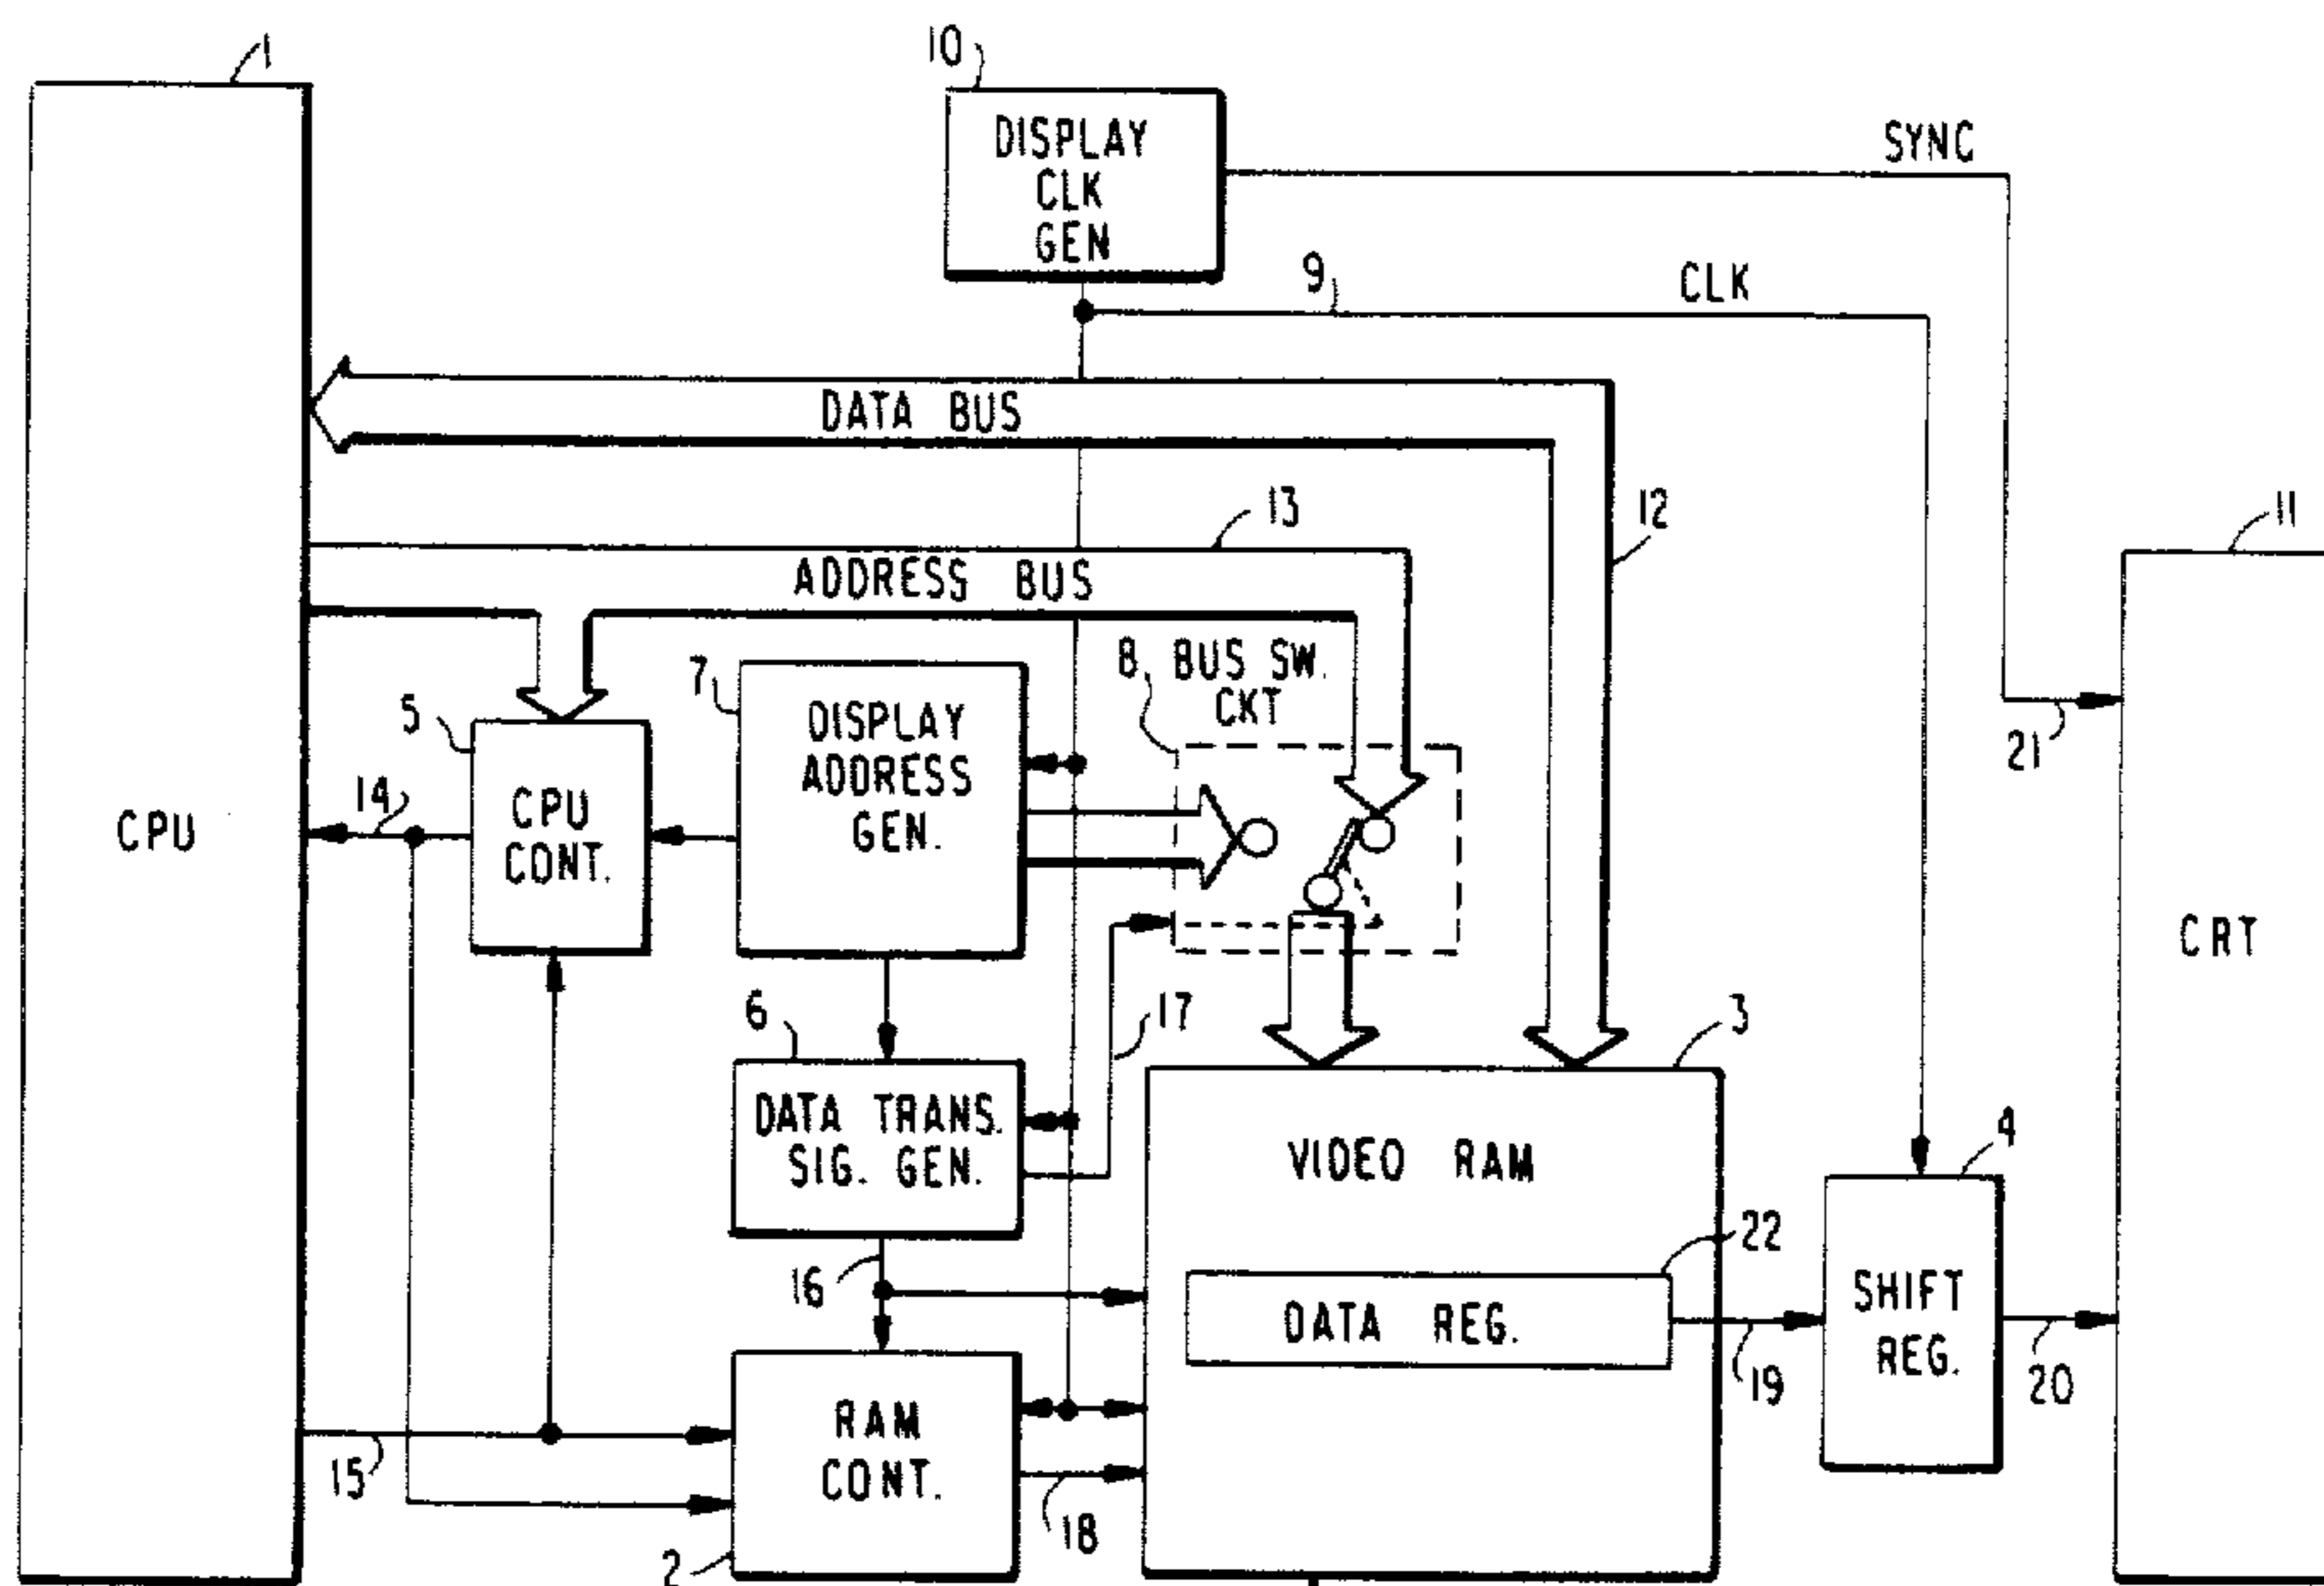 1
10
DISPLAY
CLK
GEN
SYNC
9
CLK
DATA BUS
13
12
11
ADDRESS BUS
8 BUS SW.
CKT
7
DISPLAY
ADDRESS
GEN.
5
14
CPU
CONT.
CPU
21
CRT
6
17
3
DATA TRANS.
SIG. GEN.
VIDEO RAM
4
22
16
DATA REG.
SHIFT
REG.
19
20
RAM
CONT.
15
18
2